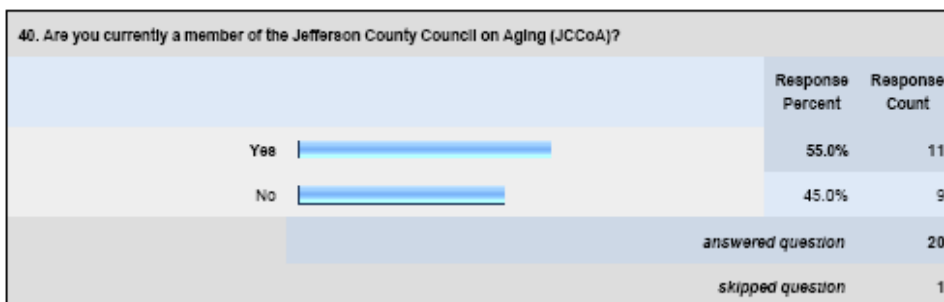 40. Are you currently a member of the Jefferson County Council on Aging (JCCoA)?
Response Percent Response Count
Yes 55.0% 11
No 45.0% 9
answered question 20
skipped question 1